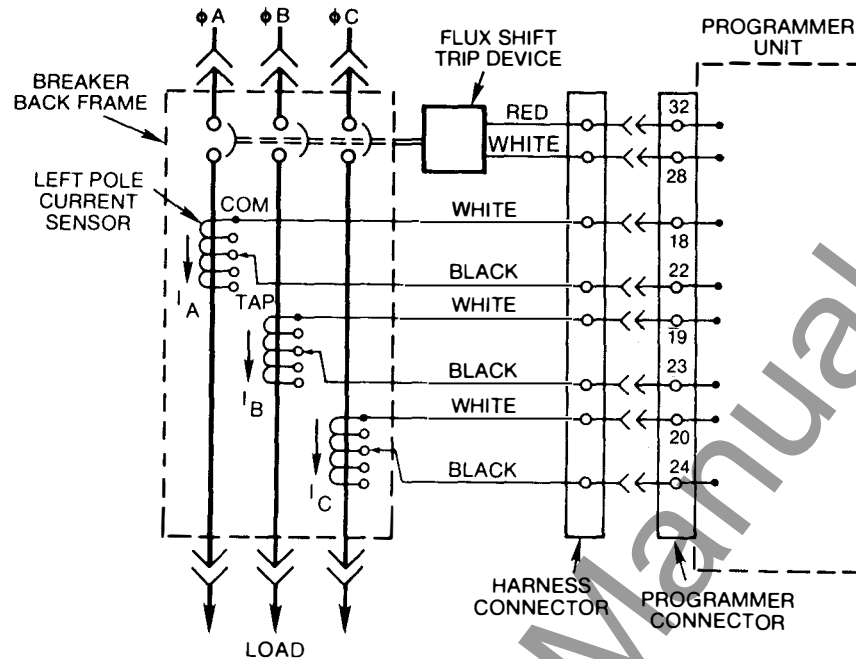 ϕA ϕB ϕC
FLUX SHIFT
TRIP DEVICE
PROGRAMMER
UNIT
BREAKER
BACK FRAME
RED
32
WHITE
28
LEFT POLE
CURRENT
SENSOR
COM
WHITE
18
BLACK
22
I A
TAP
WHITE
19
BLACK
23
I B
WHITE
20
BLACK
24
I C
HARNESS
CONNECTOR
PROGRAMMER
CONNECTOR
LOAD
Manual